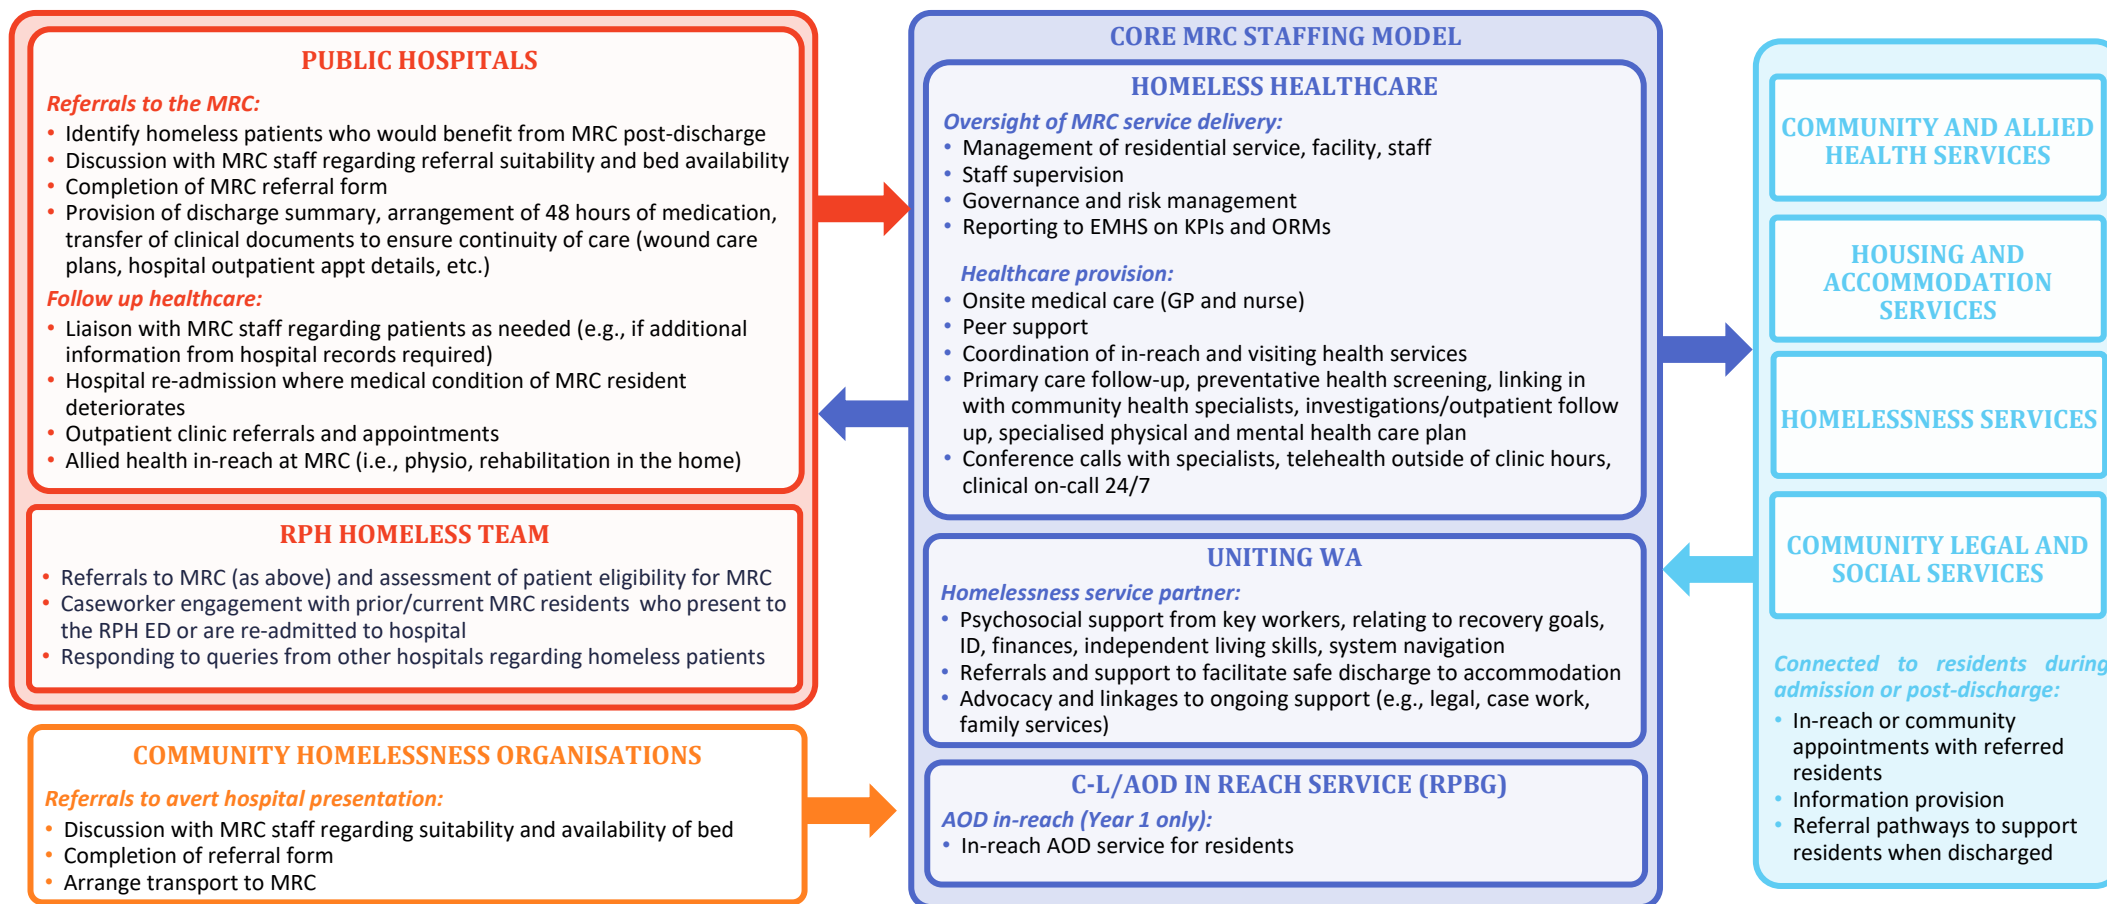 PUBLIC HOSPITALS
Referrals to the MRC:
• Identify homeless patients who would benefit from MRC post-discharge
• Discussion with MRC staff regarding referral suitability and bed availability
• Completion of MRC referral form
• Provision of discharge summary, arrangement of 48 hours of medication,
transfer of clinical documents to ensure continuity of care (wound care
plans, hospital outpatient appt details, etc.)
Follow up healthcare:
• Liaison with MRC staff regarding patients as needed (e.g., if additional
information from hospital records required)
• Hospital re-admission where medical condition of MRC resident
deteriorates
• Outpatient clinic referrals and appointments
• Allied health in-reach at MRC (i.e., physio, rehabilitation in the home)
RPH HOMELESS TEAM
• Referrals to MRC (as above) and assessment of patient eligibility for MRC
• Caseworker engagement with prior/current MRC residents who present to
the RPH ED or are re-admitted to hospital
• Responding to queries from other hospitals regarding homeless patients
COMMUNITY HOMELESSNESS ORGANISATIONS
Referrals to avert hospital presentation:
• Discussion with MRC staff regarding suitability and availability of bed
• Completion of referral form
• Arrange transport to MRC
CORE MRC STAFFING MODEL
HOMELESS HEALTHCARE
Oversight of MRC service delivery:
• Management of residential service, facility, staff
• Staff supervision
• Governance and risk management
• Reporting to EMHS on KPIs and ORMs
Healthcare provision:
• Onsite medical care (GP and nurse)
• Peer support
• Coordination of in-reach and visiting health services
• Primary care follow-up, preventative health screening, linking in
with community health specialists, investigations/outpatient follow
up, specialised physical and mental health care plan
• Conference calls with specialists, telehealth outside of clinic hours,
clinical on-call 24/7
UNITING WA
Homelessness service partner:
• Psychosocial support from key workers, relating to recovery goals,
ID, finances, independent living skills, system navigation
• Referrals and support to facilitate safe discharge to accommodation
• Advocacy and linkages to ongoing support (e.g., legal, case work,
family services)
C-L/AOD IN REACH SERVICE (RPBG)
AOD in-reach (Year 1 only):
• In-reach AOD service for residents
COMMUNITY AND ALLIED
HEALTH SERVICES
HOUSING AND
ACCOMMODATION
SERVICES
HOMELESSNESS SERVICES
COMMUNITY LEGAL AND
SOCIAL SERVICES
Connected to residents during
admission or post-discharge:
• In-reach or community
appointments with referred
residents
• Information provision
• Referral pathways to support
residents when discharged